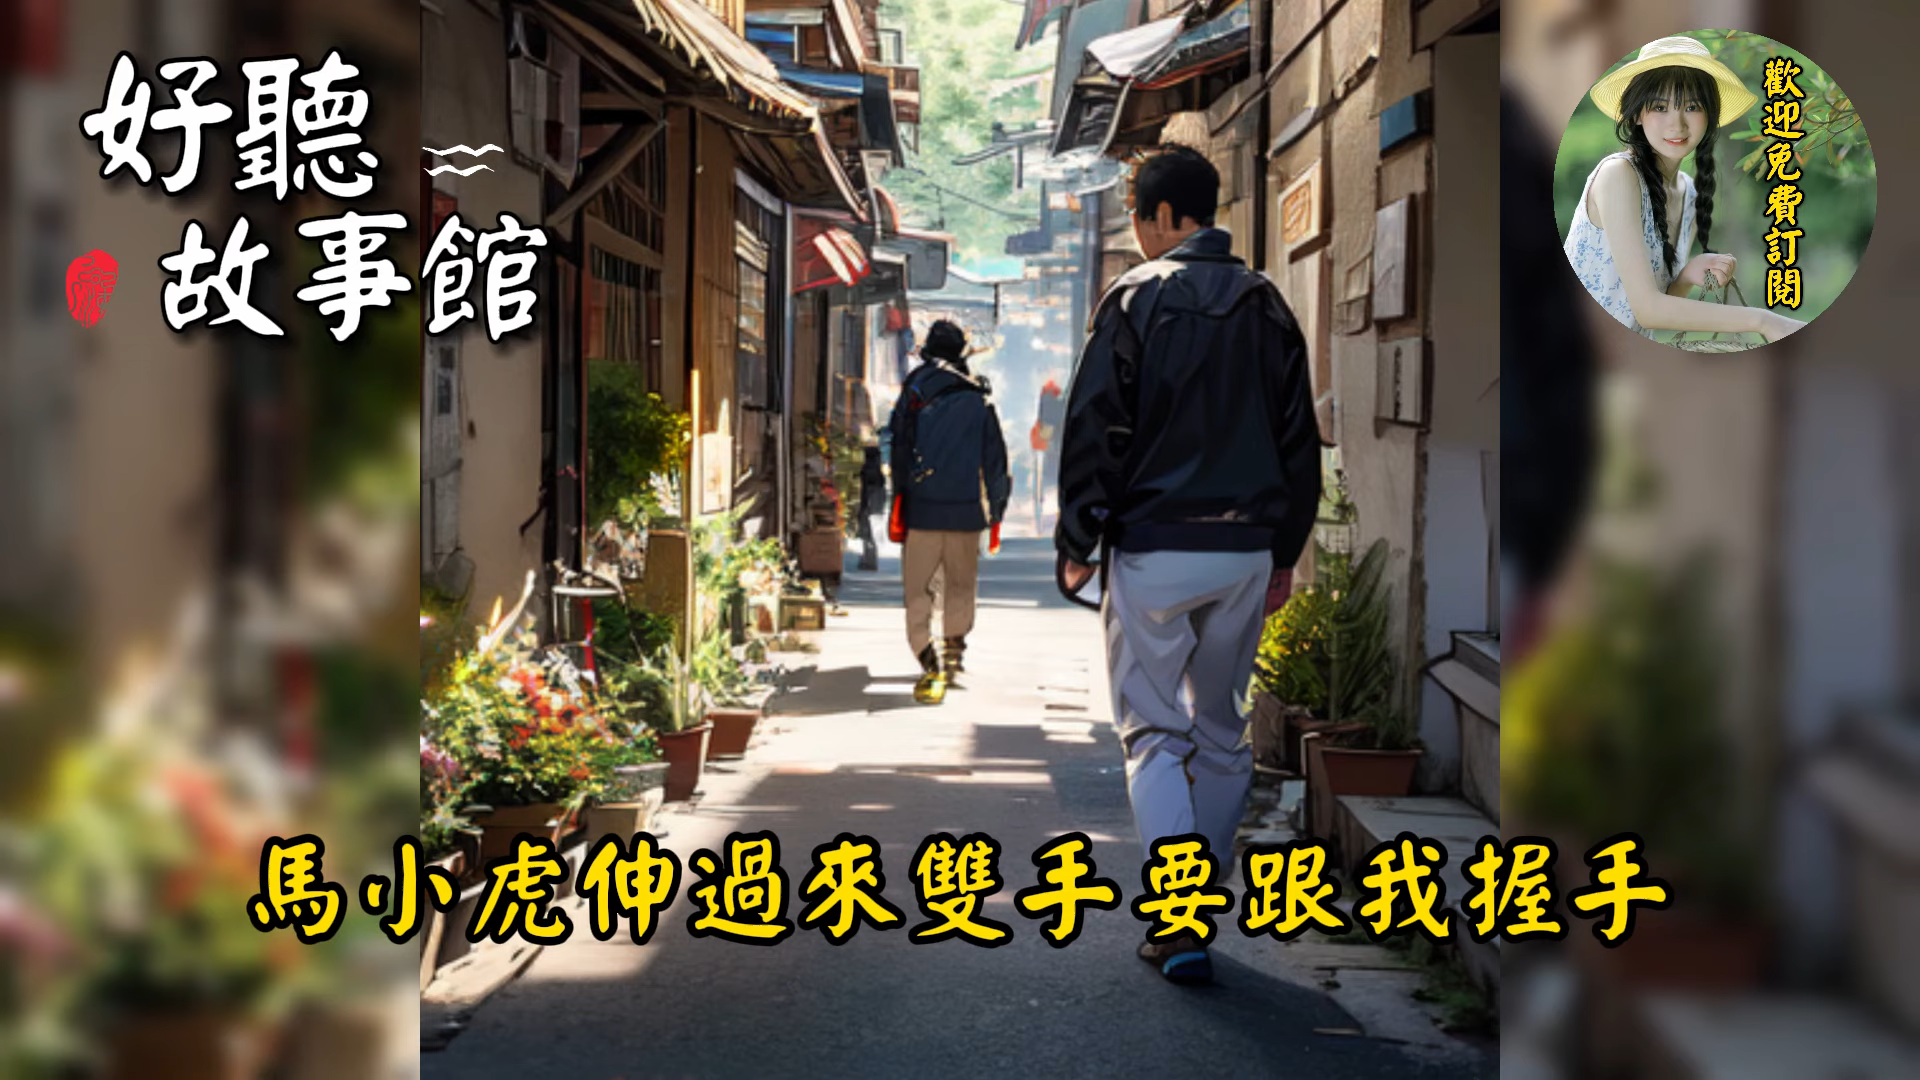 好聽
故事館
歡迎免費訂閱
馬小虎伸過來雙手要跟我握手